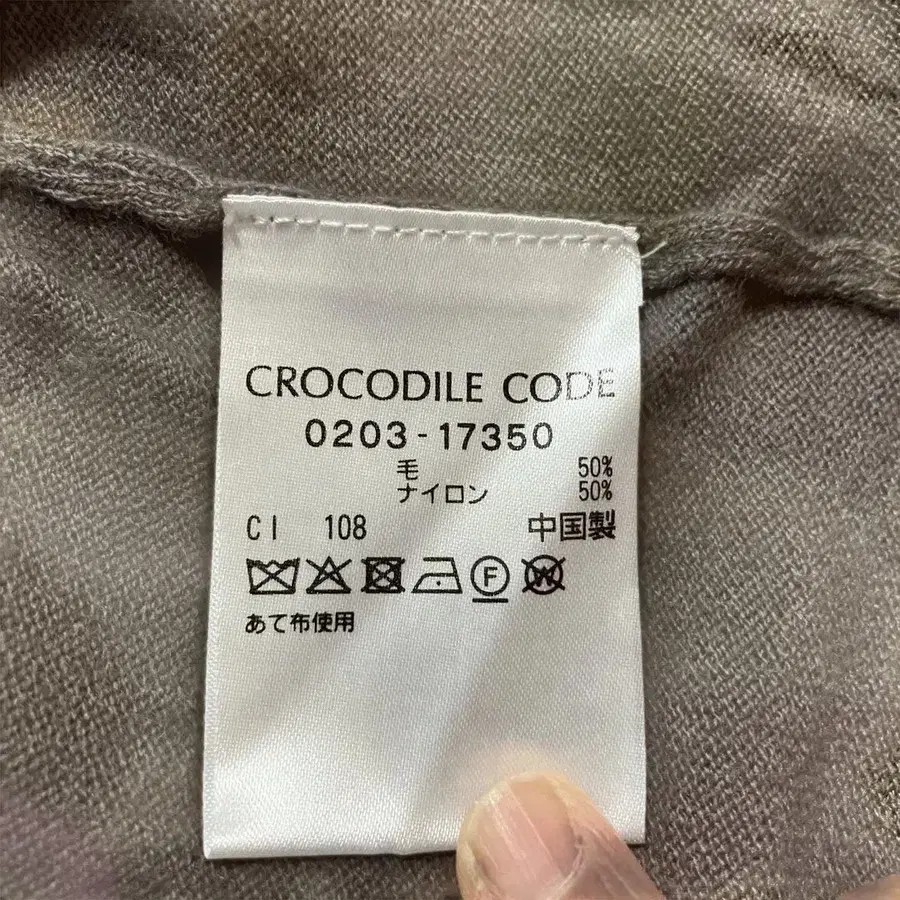 CROCODILE CODE
0203-17350
毛 50%
ナイロン 50%
CI 108 中国製
F W
あて布使用